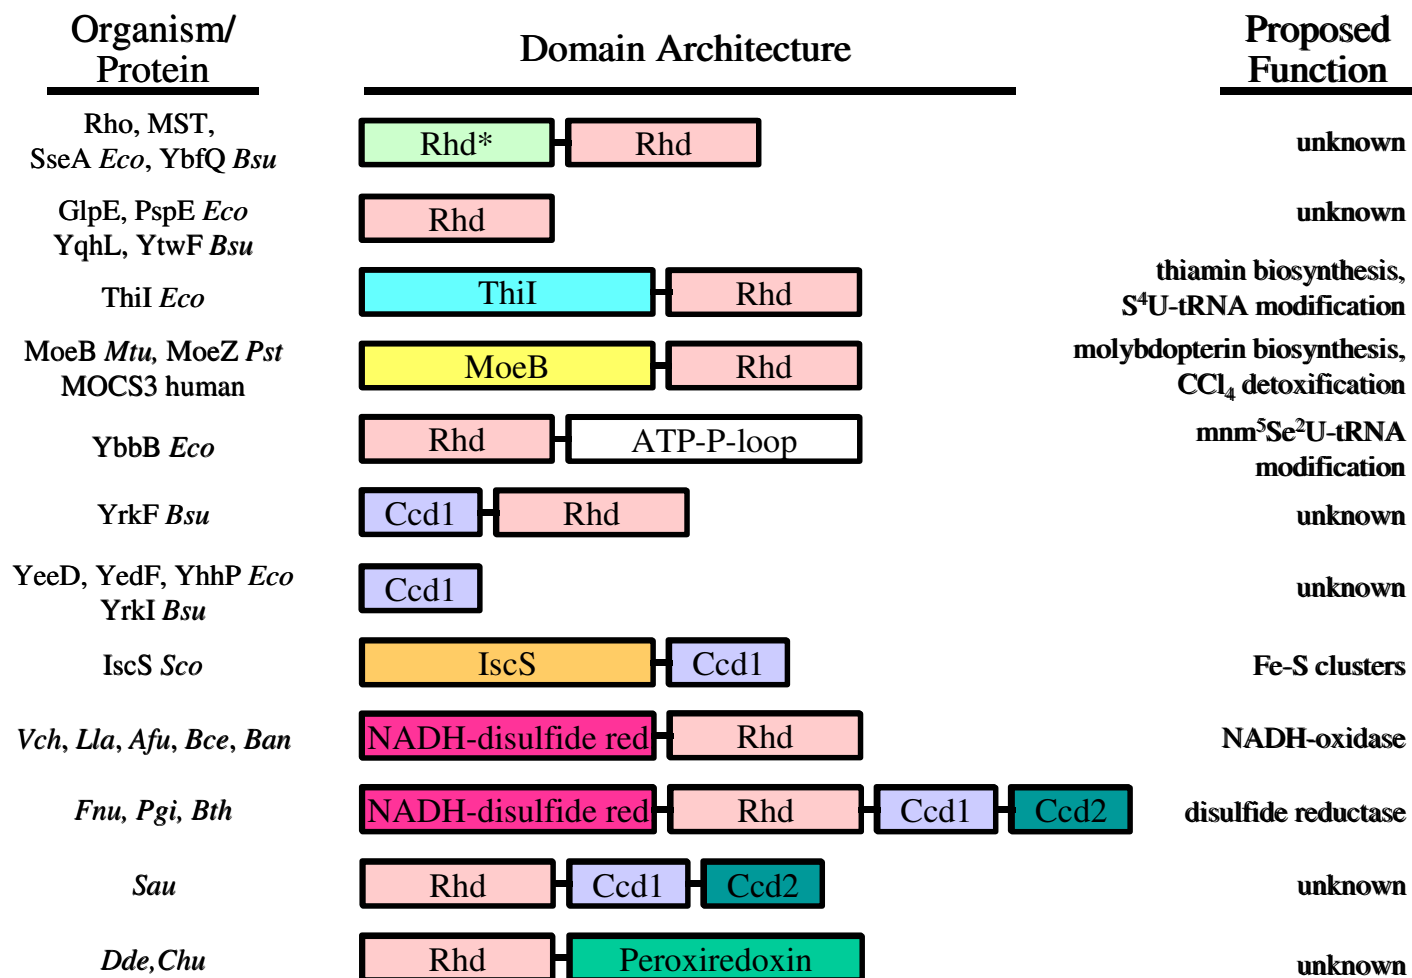 Organism/
Protein
Domain Architecture
Proposed
Function
Rho, MST,
SseA Eco, YbfQ Bsu
Rhd* Rhd
unknown
GlpE, PspE Eco
YqhL, YtwF Bsu
Rhd
unknown
ThiI Eco
ThiI Rhd
thiamin biosynthesis,
S⁴U-tRNA modification
MoeB Mtu, MoeZ Pst
MOCS3 human
MoeB Rhd
molybdopterin biosynthesis,
CCl₄ detoxification
YbbB Eco
Rhd ATP-P-loop
mnm⁵Se²U-tRNA
modification
YrkF Bsu
Ccd1 Rhd
unknown
YeeD, YedF, YhhP Eco
YrkI Bsu
Ccd1
unknown
IscS Sco
IscS Ccd1
Fe-S clusters
Vch, Lla, Afu, Bce, Ban
NADH-disulfide red Rhd
NADH-oxidase
Fnu, Pgi, Bth
NADH-disulfide red Rhd Ccd1 Ccd2
disulfide reductase
Sau
Rhd Ccd1 Ccd2
unknown
Dde,Chu
Rhd Peroxiredoxin
unknown